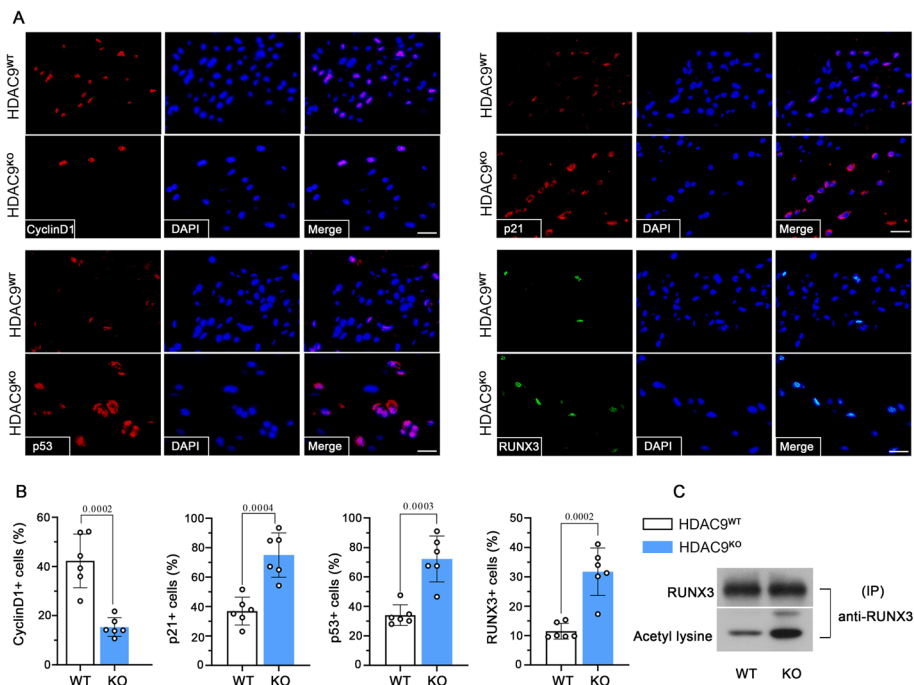 A
HDAC9WT
HDAC9KO
CyclinD1
DAPI
Merge
HDAC9WT
HDAC9KO
p21
DAPI
Merge
HDAC9WT
HDAC9KO
p53
DAPI
Merge
HDAC9WT
HDAC9KO
RUNX3
DAPI
Merge
B
CyclinD1+ cells (%)
60
40
20
0
0.0002
WT KO
p21+ cells (%)
100
80
60
40
20
0
0.0004
WT KO
p53+ cells (%)
100
80
60
40
20
0
0.0003
WT KO
RUNX3+ cells (%)
50
40
30
20
10
0
0.0002
WT KO
HDAC9WT
HDAC9KO
C
RUNX3
Acetyl lysine
(IP)
anti-RUNX3
WT KO